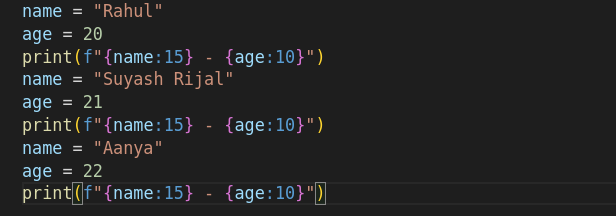 name = "Rahul"
age = 20
print(f"{name:15} - {age:10}")
name = "Suyash Rijal"
age = 21
print(f"{name:15} - {age:10}")
name = "Aanya"
age = 22
print(f"{name:15} - {age:10}")